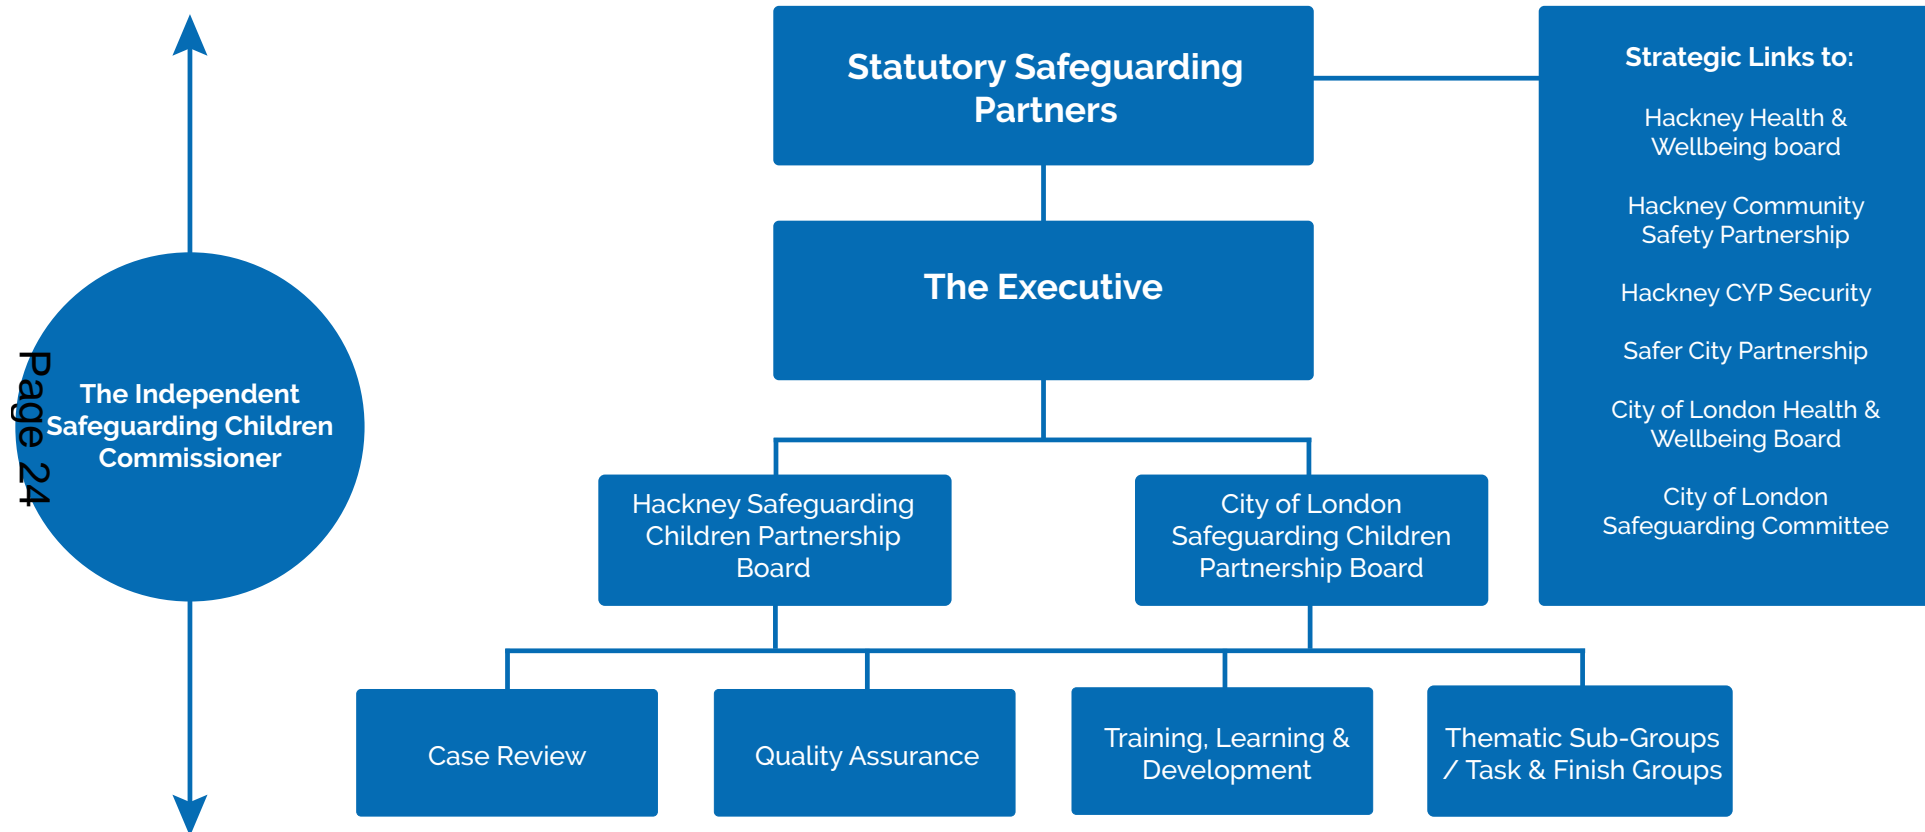 Statutory Safeguarding
Partners
Strategic Links to:
Hackney Health &
Wellbeing board
Hackney Community
Safety Partnership
Hackney CYP Security
Safer City Partnership
City of London Health &
Wellbeing Board
City of London
Safeguarding Committee
The Executive
Page 24
The Independent
Safeguarding Children
Commissioner
Hackney Safeguarding
Children Partnership
Board
City of London
Safeguarding Children
Partnership Board
Case Review
Quality Assurance
Training, Learning &
Development
Thematic Sub-Groups
/ Task & Finish Groups